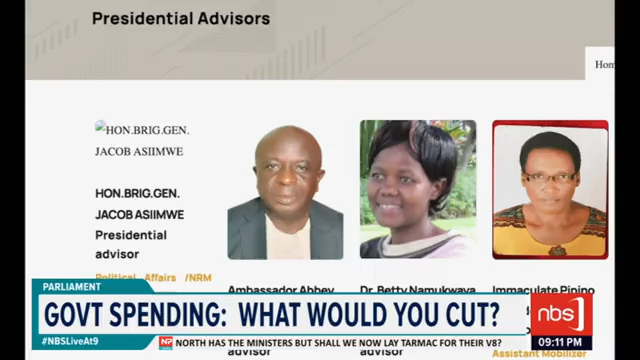 Presidential Advisors
Hom
HON.BRIG.GEN.
JACOB ASIIMWE
HON.BRIG.GEN.
JACOB ASIIMWE
Presidential
advisor
Political Affairs /NRM
Ambassador Abbey
Dr. Betty Namukwaya
Immaculate Pipino
advisor
advisor
Assistant Mobilizer
PARLIAMENT
GOVT SPENDING: WHAT WOULD YOU CUT?
nbs
#NBSLiveAt9
NP
NORTH HAS THE MINISTERS BUT SHALL WE NOW LAY TARMAC FOR THEIR V8?
09:11 PM